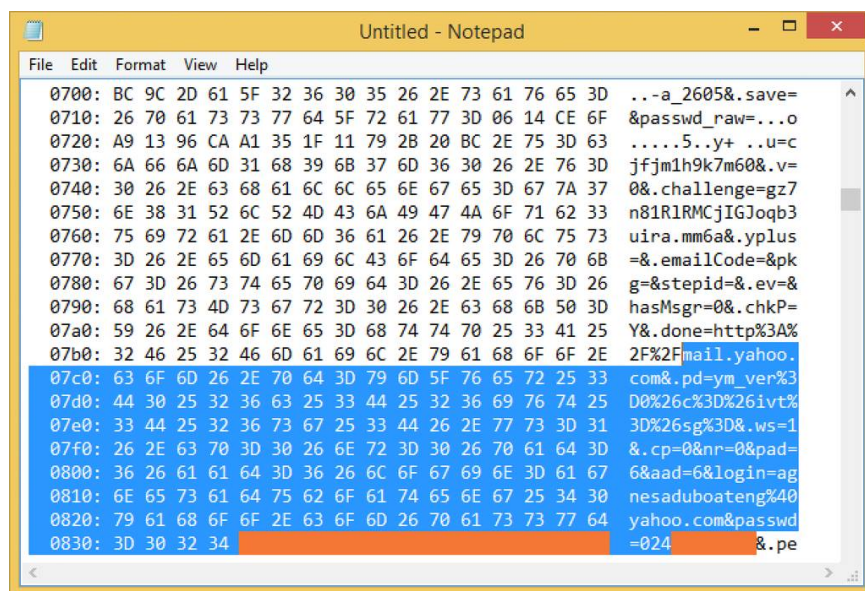 Untitled - Notepad
File Edit Format View Help
0700: BC 9C 2D 61 5F 32 36 30 35 26 2E 73 61 76 65 3D ..-a_2605&.save=
0710: 26 70 61 73 73 77 64 5F 72 61 77 3D 06 14 CE 6F &passwd_raw=...o
0720: A9 13 96 CA A1 35 1F 11 79 2B 20 BC 2E 75 3D 63 .....5..y+ ..u=c
0730: 6A 66 6A 6D 31 68 39 6B 37 6D 36 30 26 2E 76 3D jfjm1h9k7m60&.v=
0740: 30 26 2E 63 68 61 6C 6C 65 6E 67 65 3D 67 7A 37 0&.challenge=gz7
0750: 6E 38 31 52 6C 52 4D 43 6A 49 47 4A 6F 71 62 33 n81RlRMCjIGJoqb3
0760: 75 69 72 61 2E 6D 6D 36 61 26 2E 79 70 6C 75 73 uira.mm6a&.yplus
0770: 3D 26 2E 65 6D 61 69 6C 43 6F 64 65 3D 26 70 6B =&.emailCode=&pk
0780: 67 3D 26 73 74 65 70 69 64 3D 26 2E 65 76 3D 26 g=&stepid=&.ev=&
0790: 68 61 73 4D 73 67 72 3D 30 26 2E 63 68 6B 50 3D hasMsgr=0&.chkP=
07a0: 59 26 2E 64 6F 6E 65 3D 68 74 74 70 25 33 41 25 Y&.done=http%3A%
07b0: 32 46 25 32 46 6D 61 69 6C 2E 79 61 68 6F 6F 2E 2F%2Fmail.yahoo.
07c0: 63 6F 6D 26 2E 70 64 3D 79 6D 5F 76 65 72 25 33 com&.pd=ym_ver%3
07d0: 44 30 25 32 36 63 25 33 44 25 32 36 69 76 74 25 D0%26c%3D%26ivt%
07e0: 33 44 25 32 36 73 67 25 33 44 26 2E 77 73 3D 31 3D%26sg%3D&.ws=1
07f0: 26 2E 63 70 3D 30 26 6E 72 3D 30 26 70 61 64 3D &.cp=0&nr=0&pad=
0800: 36 26 61 61 64 3D 36 26 6C 6F 67 69 6E 3D 61 67 6&aad=6&login=ag
0810: 6E 65 73 61 64 75 62 6F 61 74 65 6E 67 25 34 30 nesaduboateng%40
0820: 79 61 68 6F 6F 2E 63 6F 6D 26 70 61 73 73 77 64 yahoo.com&passwd
0830: 3D 30 32 34 =024 &.pe